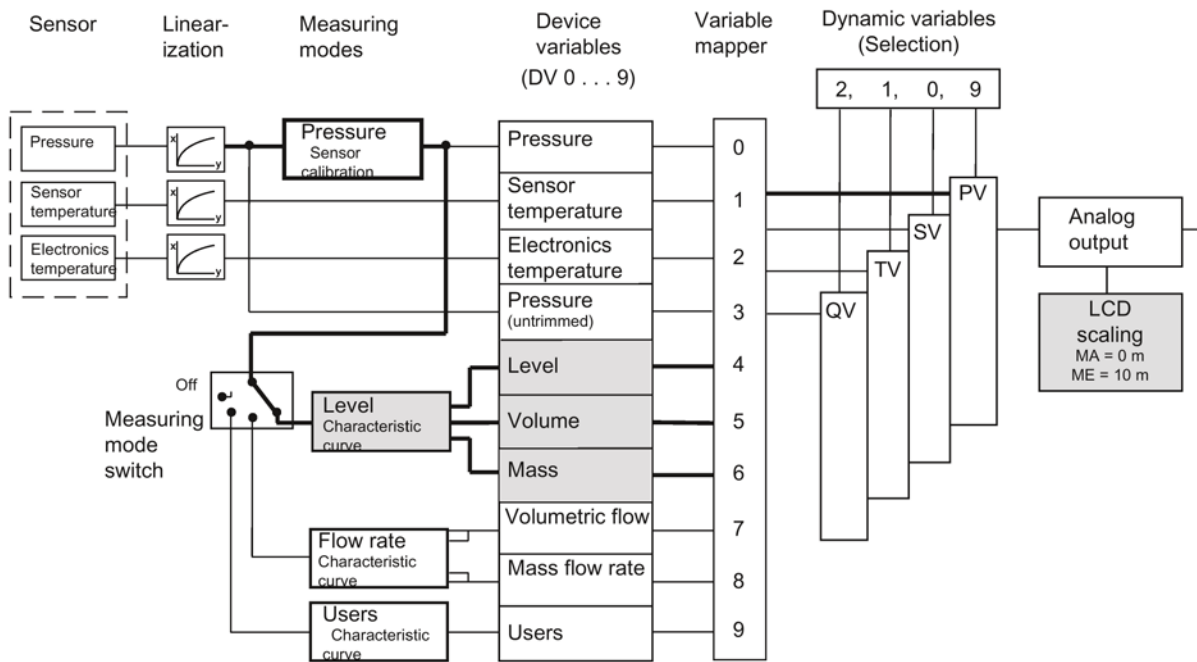 Sensor
Linear-
ization
Measuring
modes
Device
variables
(DV 0 . . . 9)
Variable
mapper
Dynamic variables
(Selection)
2, 1, 0, 9
Pressure
x
y
Pressure
Sensor
calibration
Pressure
0
Sensor
temperature
x
y
Sensor
temperature
1
PV
Electronics
temperature
x
y
Electronics
temperature
2
SV
TV
Analog
output
Pressure
(untrimmed)
3
QV
LCD
scaling
MA = 0 m
ME = 10 m
Level
4
Off
Measuring
mode
switch
Level
Characteristic
curve
Volume
5
Mass
6
Volumetric flow
7
Flow rate
Characteristic
curve
Mass flow rate
8
Users
Characteristic
curve
Users
9